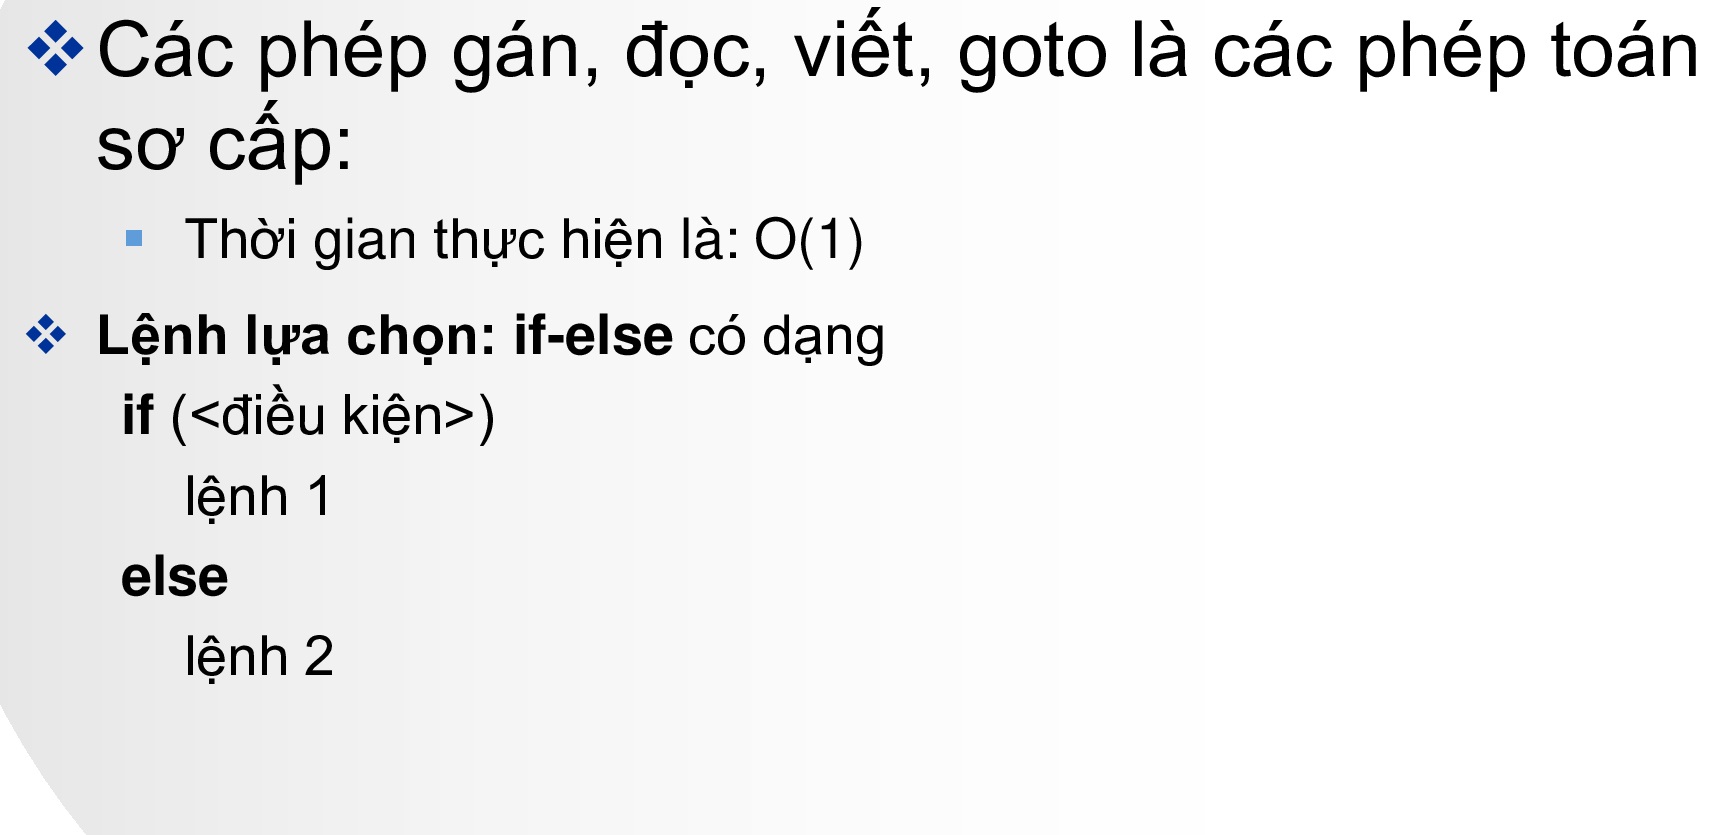 Các phép gán, đọc, viết, goto là các phép toán
sơ cấp:
Thời gian thực hiện là: O(1)
Lệnh lựa chọn: if-else có dạng
if (<điều kiện>)
lệnh 1
else
lệnh 2